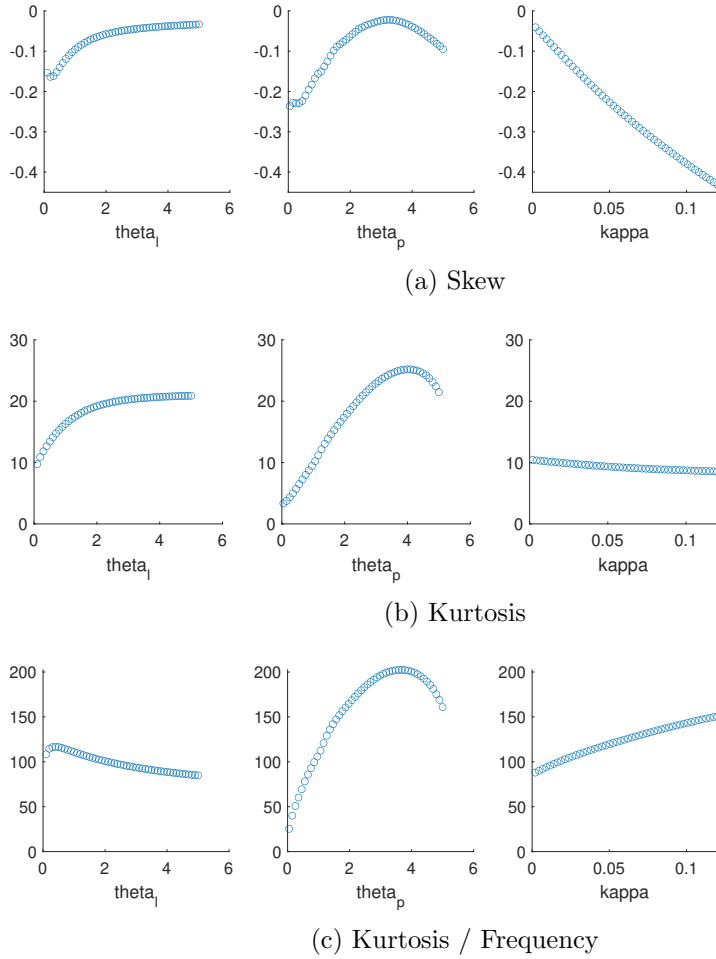 0 0 0
-0.1 -0.1 -0.1
-0.2 -0.2 -0.2
-0.3 -0.3 -0.3
-0.4 -0.4 -0.4
0 2 4 6 0 2 4 6 0 0.05 0.1
theta_l theta_p kappa
(a) Skew
30 30 30
20 20 20
10 10 10
0 0 0
0 2 4 6 0 2 4 6 0 0.05 0.1
theta_l theta_p kappa
(b) Kurtosis
200 200 200
150 150 150
100 100 100
50 50 50
0 0 0
0 2 4 6 0 2 4 6 0 0.05 0.1
theta_l theta_p kappa
(c) Kurtosis / Frequency